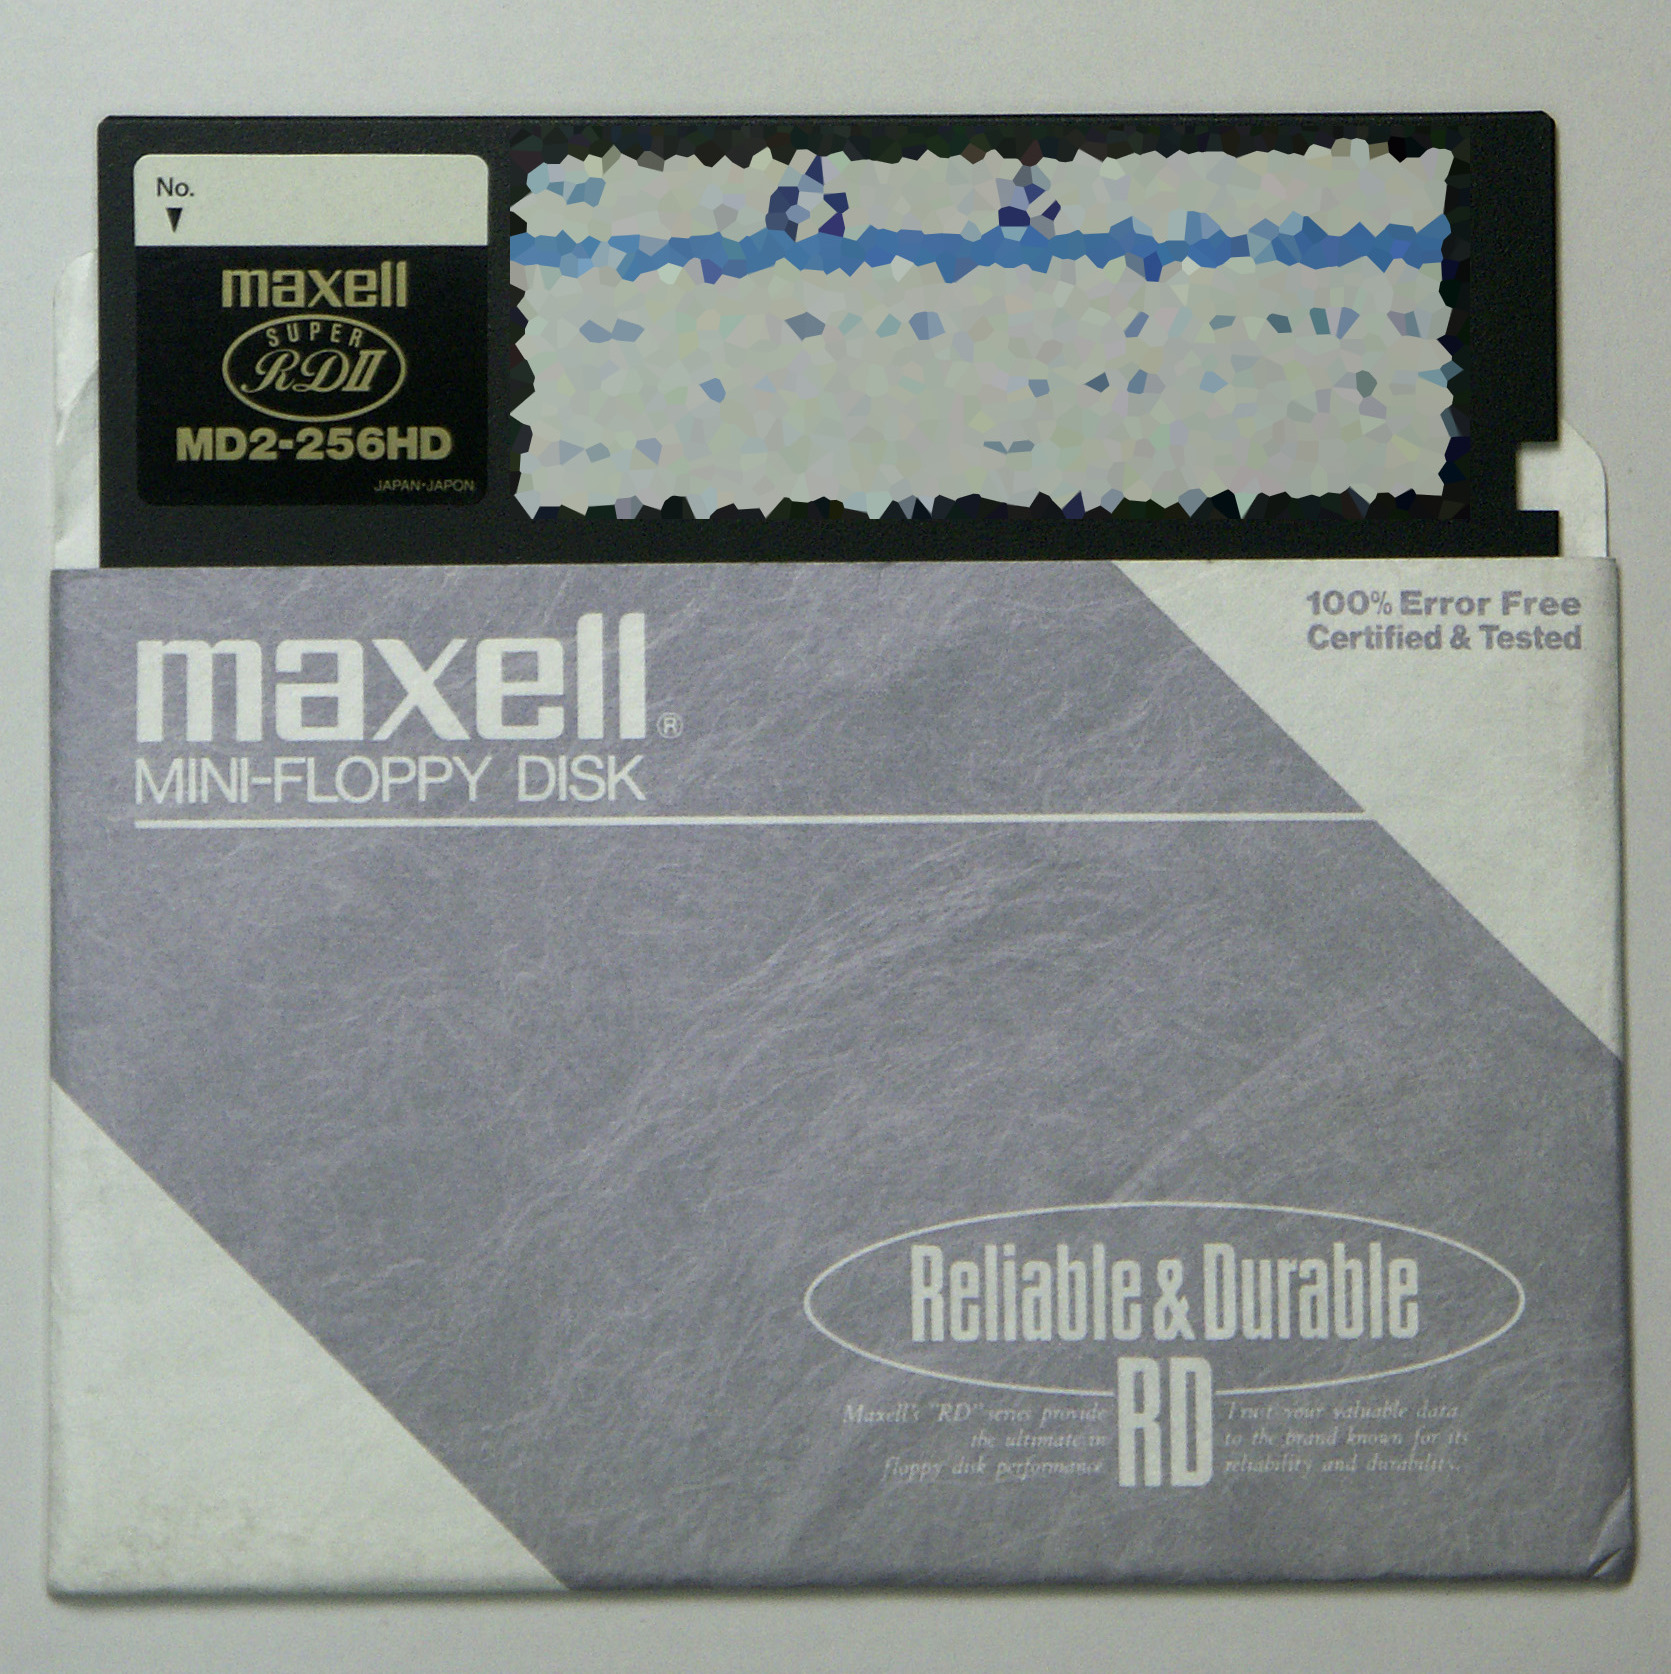 No.
maxell
SUPER
RDII
MD2-256HD
JAPAN・JAPON
100% Error Free
Certified & Tested
maxell®
MINI-FLOPPY DISK
Reliable & Durable
RD
Maxell's "RD" series provide
the ultimate in
floppy disk performance
Trust your valuable data
to the brand known for its
reliability and durability.